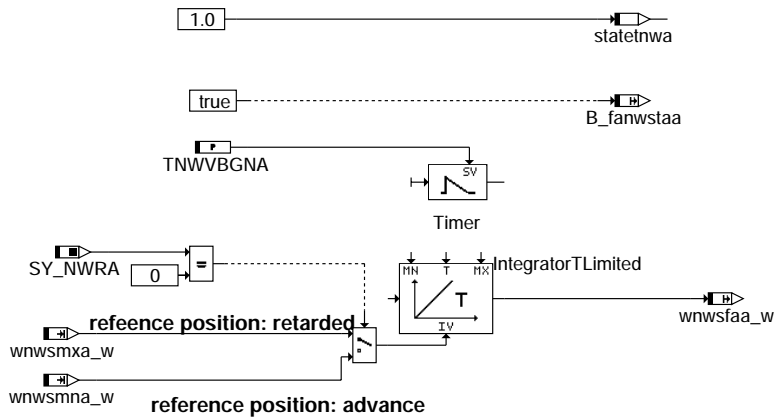 1.0
statetnwa
true
B_fanwstaa
P
TNWVBGNA
SV
Timer
SY_NWRA
0
=
MN T MX
IntegratorTLimited
T
IV
wnwsfaa_w
refeence position: retarded
wnwsmxa_w
wnwsmna_w
reference position: advance